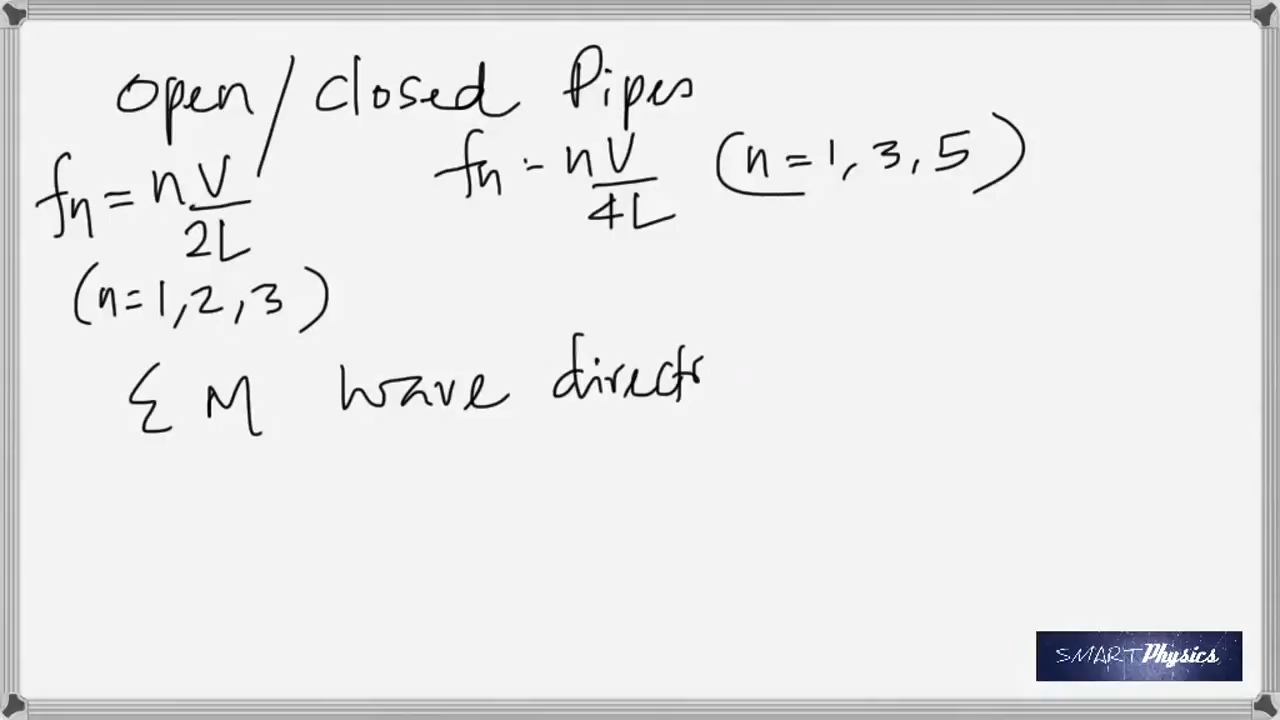 Open / Closed Pipes
fn = nV/2L
fn = nV/4L (n = 1, 3, 5)
(n = 1, 2, 3)
EM wave directr
SMART Physics